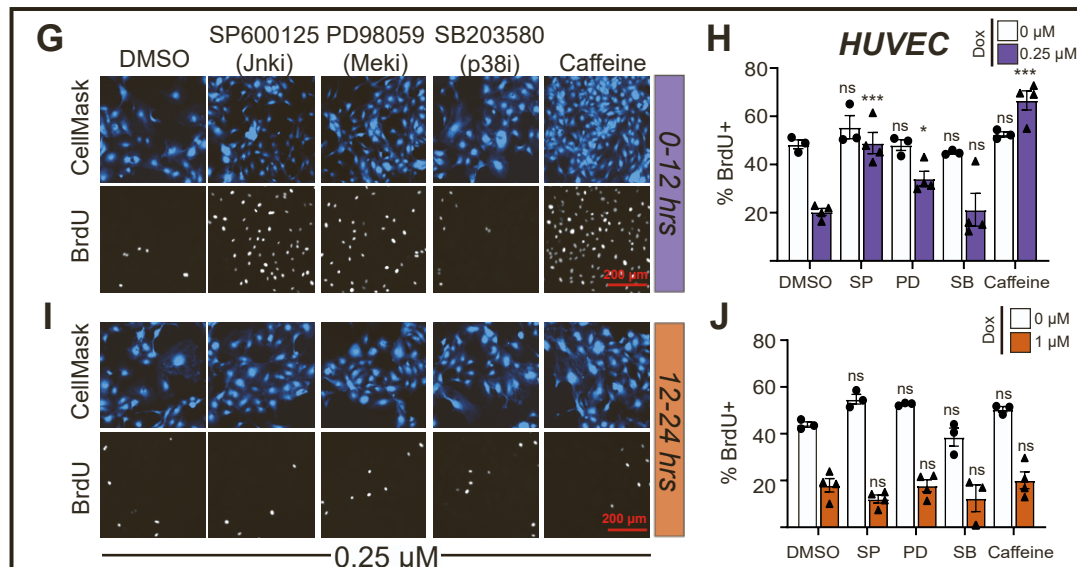 G
DMSO
SP600125
(Jnki)
PD98059
(Meki)
SB203580
(p38i)
Caffeine
CellMask
BrdU
200 µm
0-12 hrs
H
HUVEC
Dox
0 µM
0.25 µM
% BrdU+
80
60
40
20
ns
***
ns
*
ns
ns
ns
***
DMSO
SP
PD
SB
Caffeine
I
CellMask
BrdU
200 µm
12-24 hrs
0.25 µM
J
Dox
0 µM
1 µM
% BrdU+
80
60
40
20
ns
ns
ns
ns
ns
ns
ns
ns
DMSO
SP
PD
SB
Caffeine